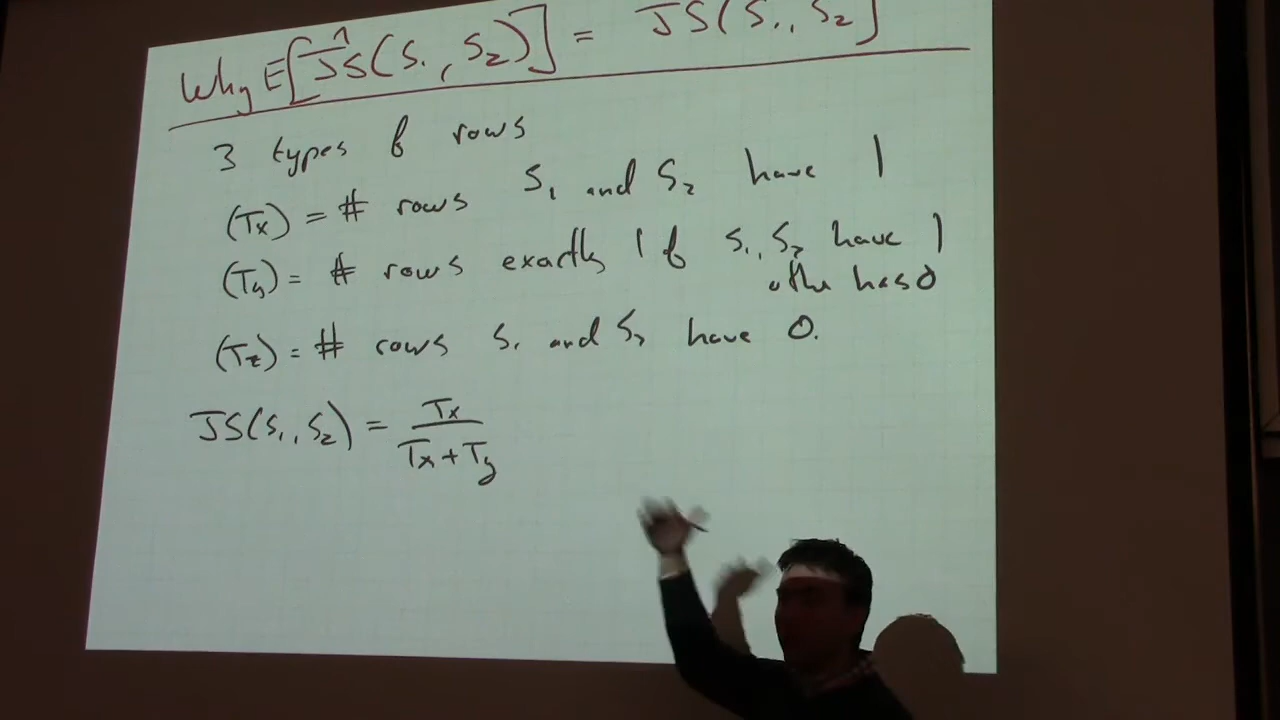 Why E[ĴS(S₁, S₂)] = JS(S₁, S₂)
3 types of rows
(Tx) = # rows S₁ and S₂ have 1
(Ty) = # rows exactly 1 of S₁, S₂ have 1
other has 0
(Tz) = # rows S₁ and S₂ have 0.
JS(S₁, S₂) = Tx / (Tx + Ty)